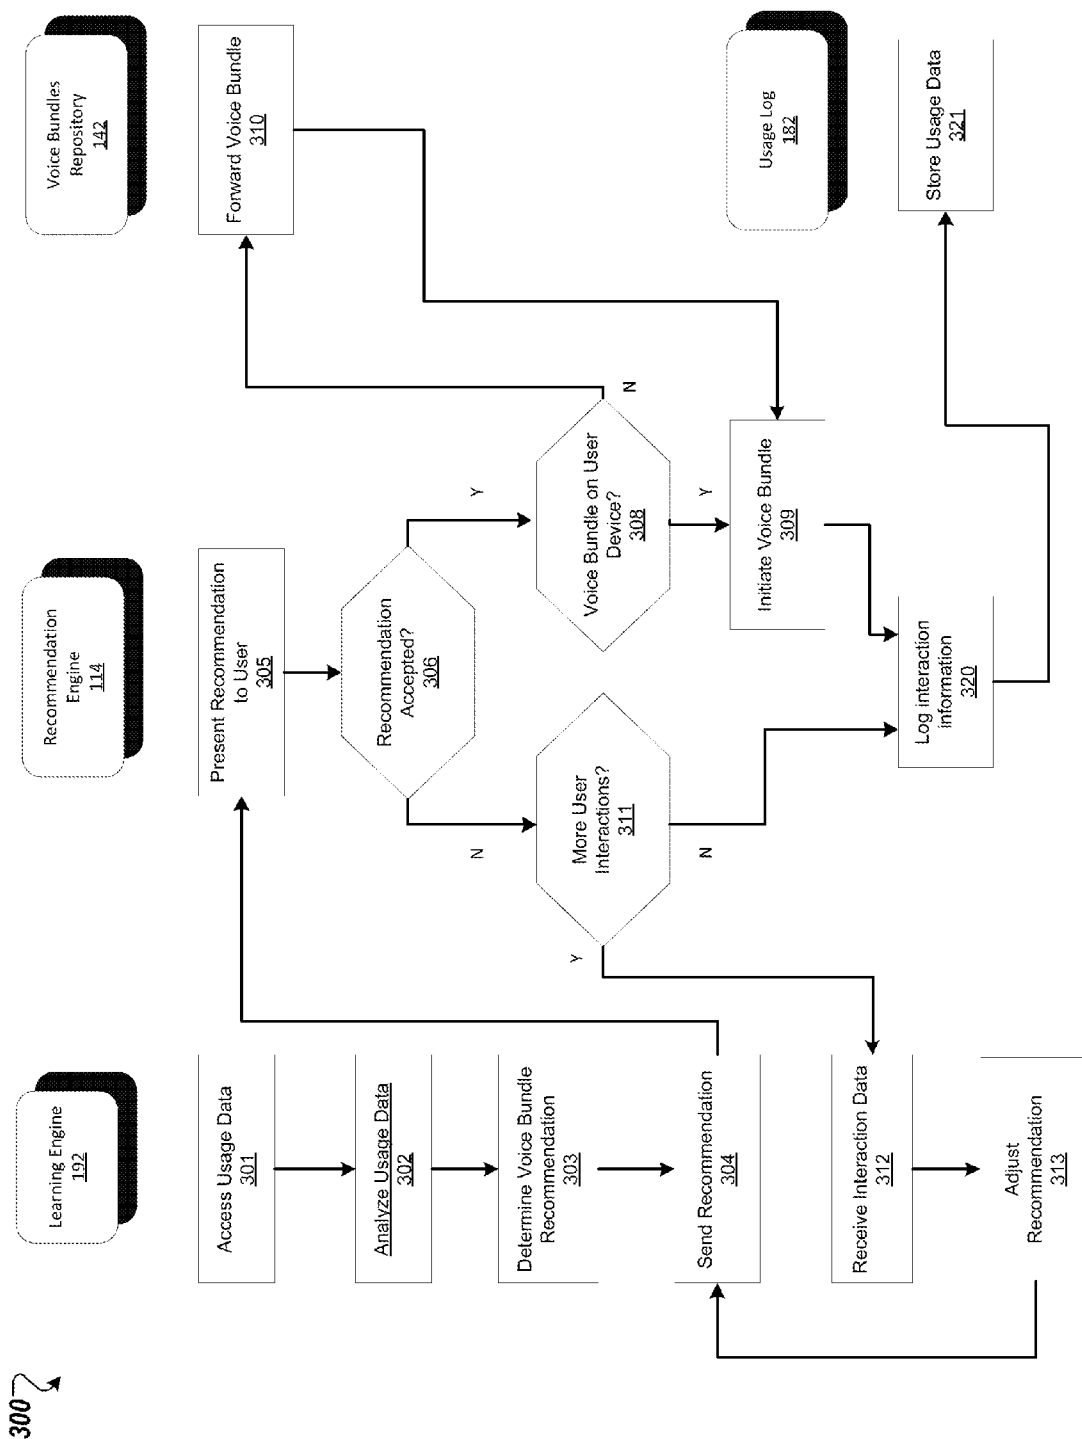 300
Learning Engine
192
Recommendation
Engine
114
Voice Bundles
Repository
142
Access Usage Data
301
Analyze Usage Data
302
Determine Voice Bundle
Recommendation
303
Send Recommendation
304
Present Recommendation
to User
305
Recommendation
Accepted?
306
N
Y
More User
Interactions?
311
Y
N
Voice Bundle on User
Device?
308
N
Y
Forward Voice Bundle
310
Initiate Voice Bundle
309
Receive Interaction Data
312
Adjust
Recommendation
313
Log interaction
information
320
Usage Log
182
Store Usage Data
321